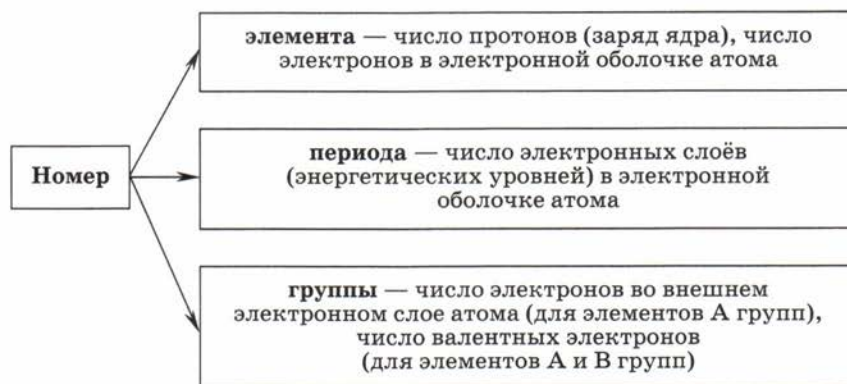 элемента — число протонов (заряд ядра), число
электронов в электронной оболочке атома
Номер
периода — число электронных слоёв
(энергетических уровней) в электронной
оболочке атома
группы — число электронов во внешнем
электронном слое атома (для элементов А групп),
число валентных электронов
(для элементов А и В групп)